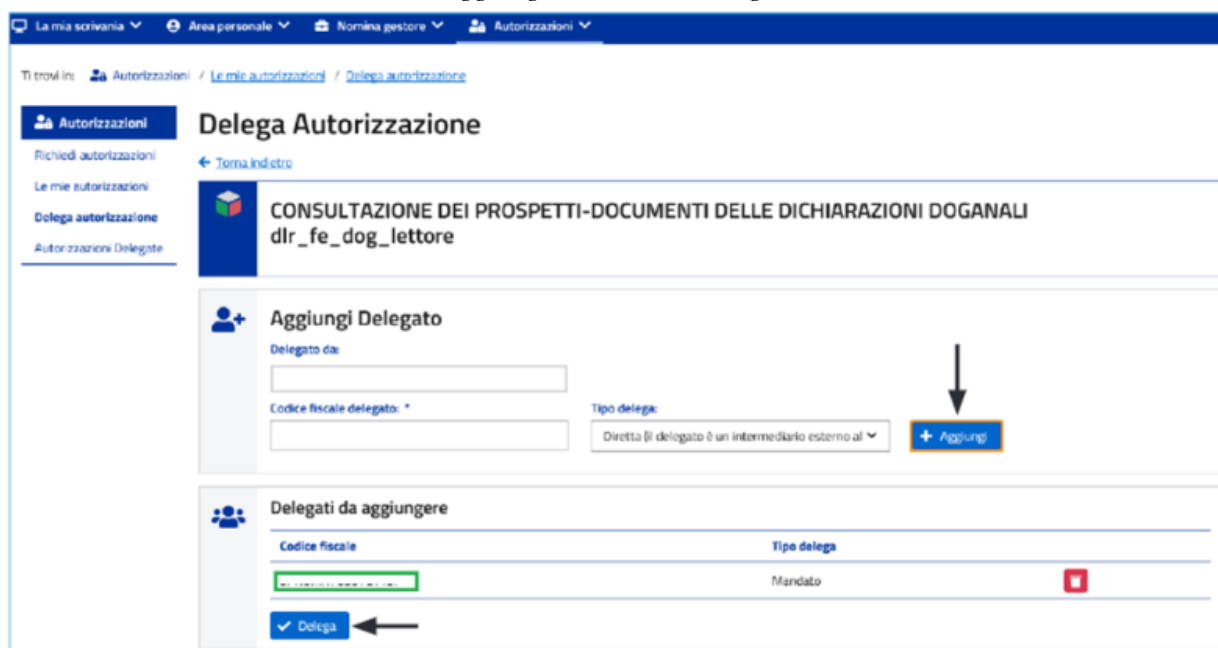 La mia scrivania Area personale Nomina gestore Autorizzazioni
Ti trovi in: Autorizzazioni / Le mie autorizzazioni / Delega autorizzazione
Autorizzazioni
Richiedi autorizzazioni
Le mie autorizzazioni
Delega autorizzazione
Autorizzazioni Delegate
Delega Autorizzazione
Torna indietro
CONSULTAZIONE DEI PROSPETTI-DOCUMENTI DELLE DICHIARAZIONI DOGANALI
dlr_fe_dog_lettore
Aggiungi Delegato
Delegato da:
Codice fiscale delegato: *
Tipo delega:
Diretta (il delegato è un intermediario esterno al
+ Aggiungi
Delegati da aggiungere
Codice fiscale Tipo delega
Mandato
Delega